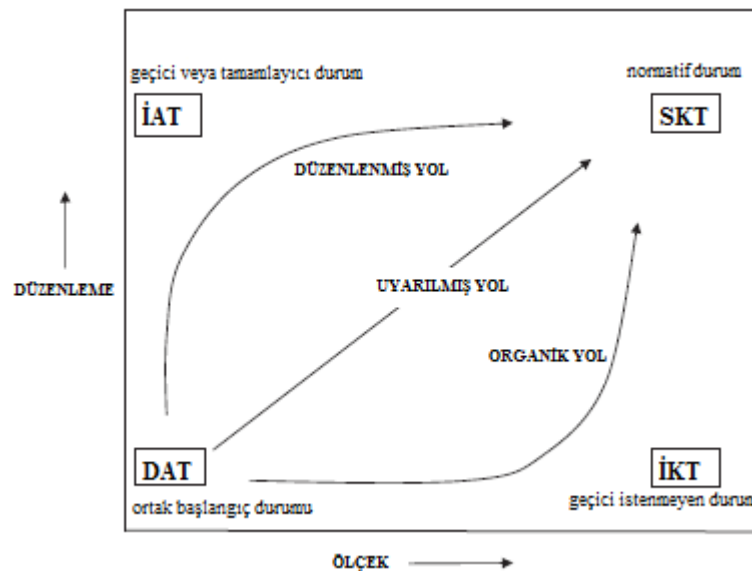 geçici veya tamamlayıcı durum
normatif durum
İAT
SKT
DÜZENLENMİŞ YOL
UYARILMIŞ YOL
DÜZENLEME
ORGANİK YOL
DAT
İKT
ortak başlangıç durumu
geçici istenmeyen durum
ÖLÇEK